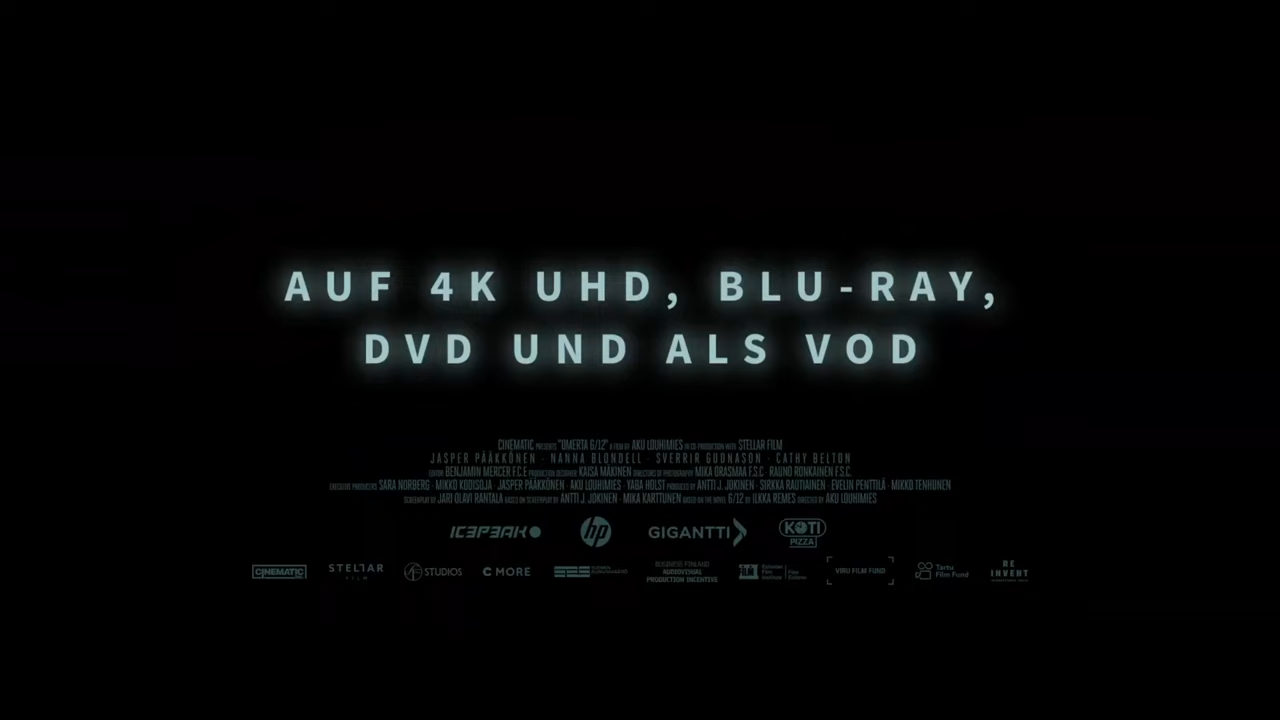 AUF 4K UHD, BLU-RAY,
DVD UND ALS VOD
CINEMATIC PRESENTS "OMERTA 6/12" A FILM BY AKU LOUHIMIES IN CO-PRODUCTION WITH STELLAR FILM
JASPER PÄÄKKÖNEN · NANNA BLONDELL · SVERRIR GUDNASON · CATHY BELTON
EDITOR BENJAMIN MERCER F.C.E PRODUCTION DESIGNER KAISA MÄKINEN DIRECTORS OF PHOTOGRAPHY MIKA ORASMAA F.S.C · RAUNO RONKAINEN F.S.C.
EXECUTIVE PRODUCERS SARA NORBERG · MIKKO KODISOJA · JASPER PÄÄKKÖNEN · AKU LOUHIMIES · YABA HOLST PRODUCED BY ANTTI J. JOKINEN · SIRKKA RAUTIAINEN · EVELIN PENTTILÄ · MIKKO TENHUNEN
SCREENPLAY BY JARI OLAVI RANTALA BASED ON SCREENPLAY BY ANTTI J. JOKINEN · MIKA KARTTUNEN BASED ON THE NOVEL 6/12 BY ILKKA REMES DIRECTED BY AKU LOUHIMIES
ICEPEAK hp GIGANTTI KOTI PIZZA
CINEMATIC STELLAR FILM AF STUDIOS C MORE BUSINESS FINLAND AUDIOVISUAL PRODUCTION INCENTIVE Estonian Film Institute VIRU FILM FUND Tartu Film Fund RE INVENT